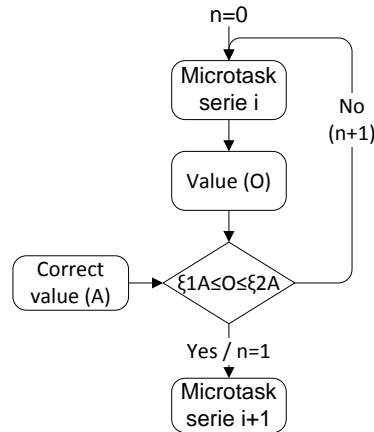 n=0
Microtask
serie i
No
(n+1)
Value (O)
Correct
value (A)
ξ1A≤O≤ξ2A
Yes / n=1
Microtask
serie i+1